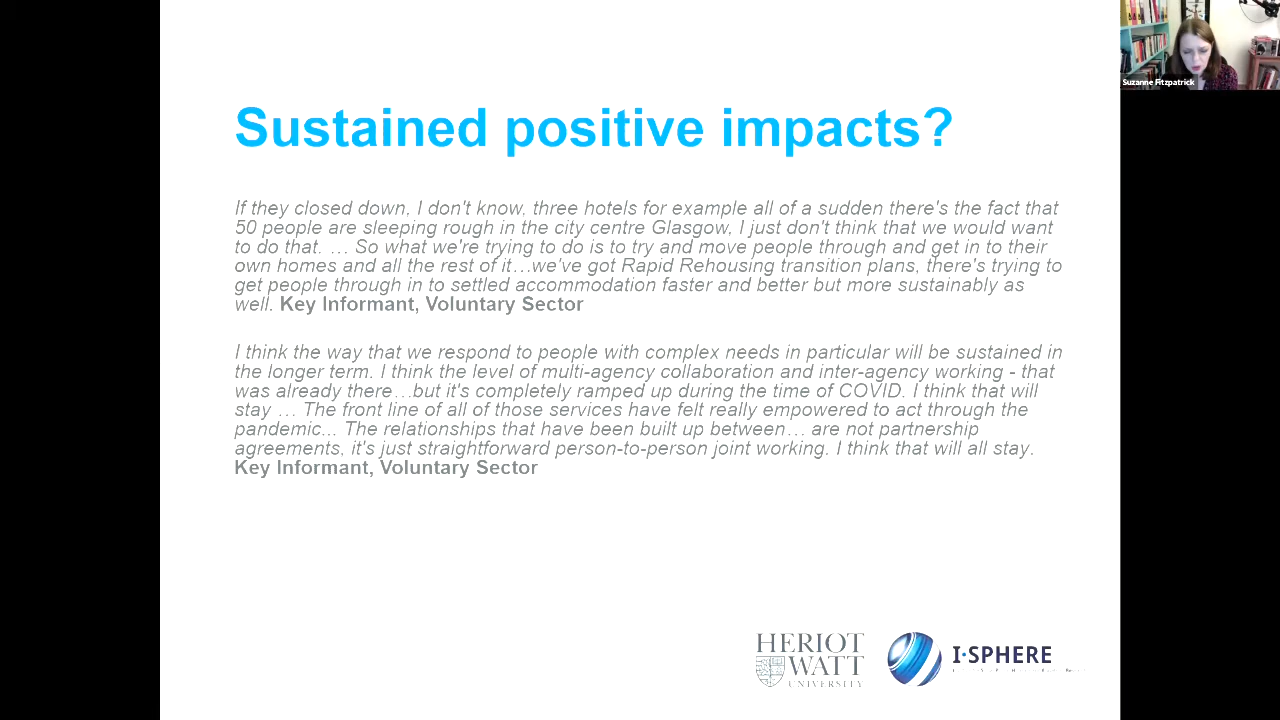 Suzanne Fitzpatrick
Sustained positive impacts?
If they closed down, I don't know, three hotels for example all of a sudden there's the fact that
50 people are sleeping rough in the city centre Glasgow, I just don't think that we would want
to do that. … So what we're trying to do is to try and move people through and get in to their
own homes and all the rest of it…we've got Rapid Rehousing transition plans, there's trying to
get people through in to settled accommodation faster and better but more sustainably as
well. Key Informant, Voluntary Sector
I think the way that we respond to people with complex needs in particular will be sustained in
the longer term. I think the level of multi-agency collaboration and inter-agency working - that
was already there…but it's completely ramped up during the time of COVID. I think that will
stay … The front line of all of those services have felt really empowered to act through the
pandemic... The relationships that have been built up between… are not partnership
agreements, it's just straightforward person-to-person joint working. I think that will all stay.
Key Informant, Voluntary Sector
HERIOT
WATT
UNIVERSITY
I·SPHERE